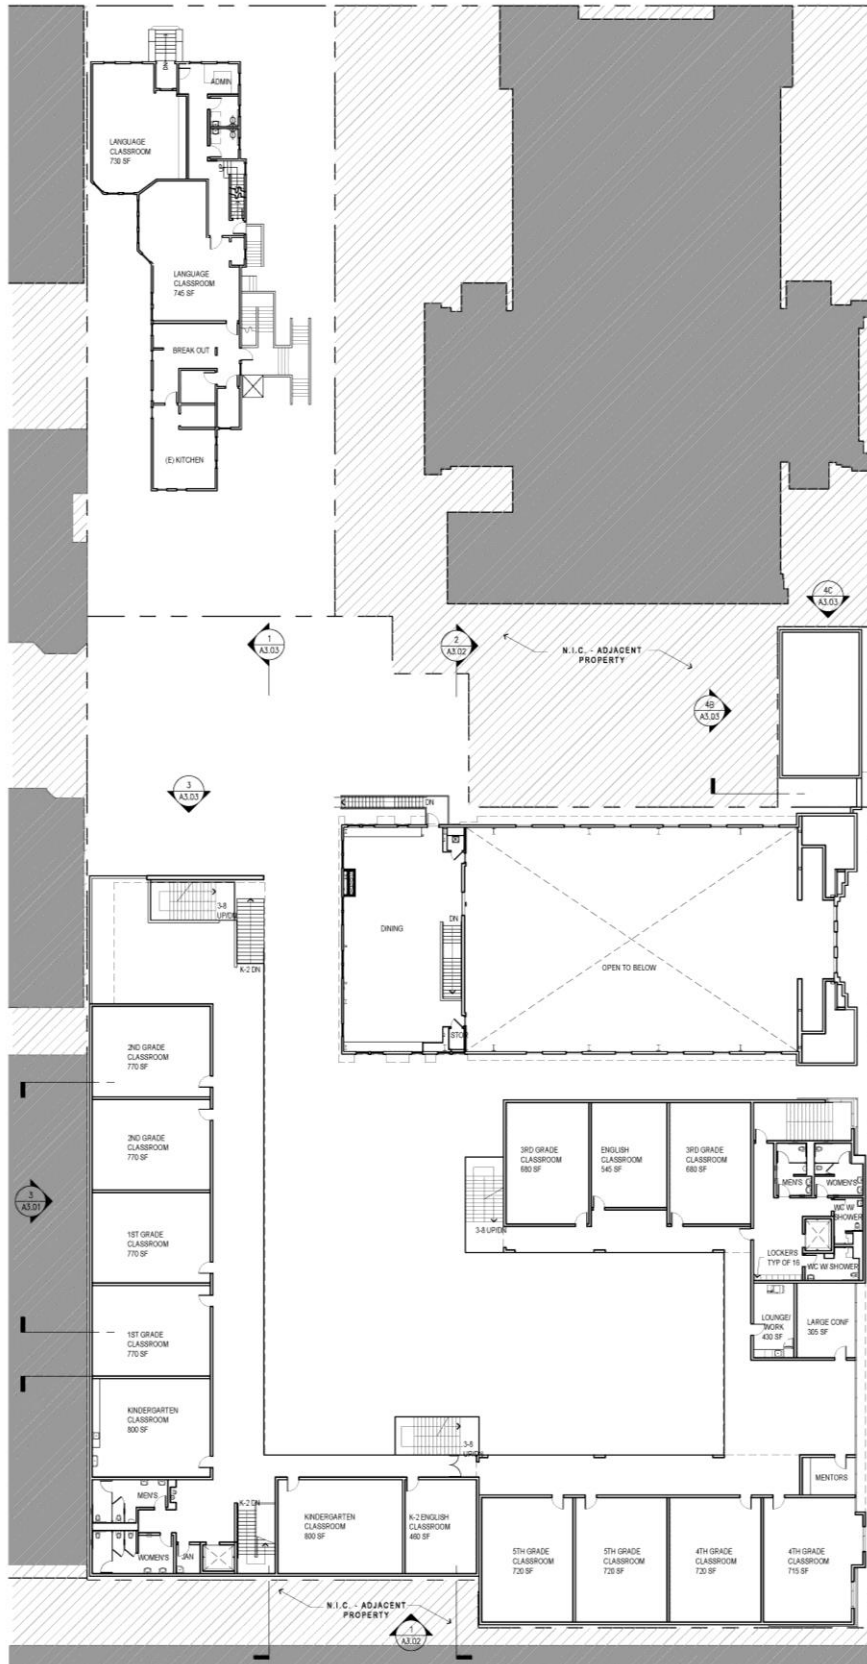 ADMIN
LANGUAGE
CLASSROOM
730 SF
UP
LANGUAGE
CLASSROOM
745 SF
BREAK OUT
(E) KITCHEN
4C
A3.03
1
A3.03
2
A3.02
N.I.C. - ADJACENT
PROPERTY
4B
A3.03
3
A3.03
DN
3-8
UP/DN
K-2 DN
DINING
DN
OPEN TO BELOW
STOR
2ND GRADE
CLASSROOM
770 SF
2ND GRADE
CLASSROOM
770 SF
3RD GRADE
CLASSROOM
680 SF
ENGLISH
CLASSROOM
545 SF
3RD GRADE
CLASSROOM
680 SF
MEN'S
WOMEN'S
3
A3.01
WC W/
SHOWER
3-8 UP/DN
1ST GRADE
CLASSROOM
770 SF
LOCKERS
TYP OF 16
WC W/ SHOWER
LOUNGE/
WORK
430 SF
LARGE CONF
305 SF
1ST GRADE
CLASSROOM
770 SF
KINDERGARTEN
CLASSROOM
800 SF
3-8
UP/DN
MENTORS
MEN'S
K-2 DN
KINDERGARTEN
CLASSROOM
800 SF
K-2 ENGLISH
CLASSROOM
460 SF
WOMEN'S
JAN
5TH GRADE
CLASSROOM
720 SF
5TH GRADE
CLASSROOM
720 SF
4TH GRADE
CLASSROOM
720 SF
4TH GRADE
CLASSROOM
715 SF
N.I.C. - ADJACENT
PROPERTY
1
A3.02